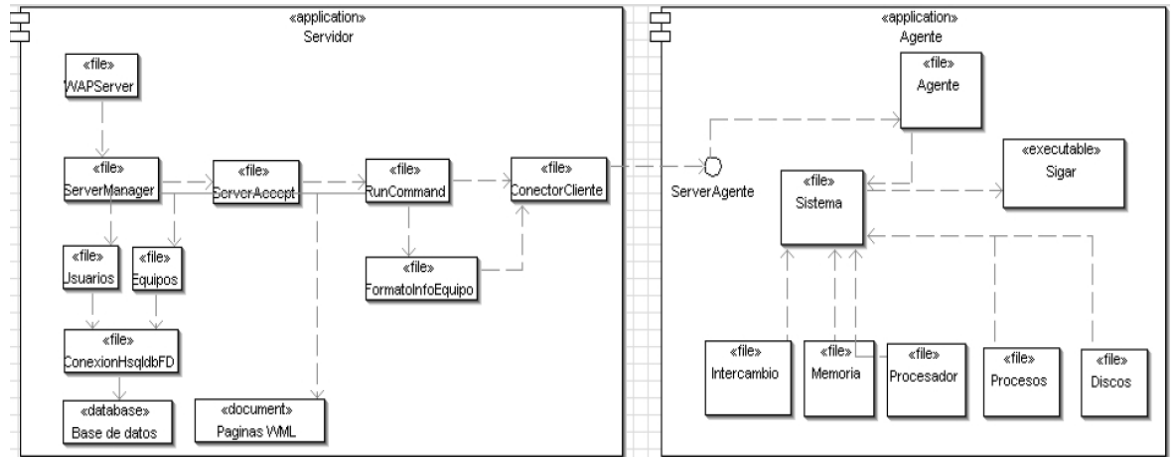 «application»
Servidor
«file»
WAPServer
«file»
ServerManager
«file»
ServerAccept
«file»
RunCommand
«file»
ConectorCliente
«file»
Usuarios
«file»
Equipos
«file»
FormatoInfoEquipo
«file»
ConexionHsqldbFD
«database»
Base de datos
«document»
Paginas WML
«application»
Agente
«file»
Agente
ServerAgente
«executable»
Sigar
«file»
Sistema
«file»
Intercambio
«file»
Memoria
«file»
Procesador
«file»
Procesos
«file»
Discos